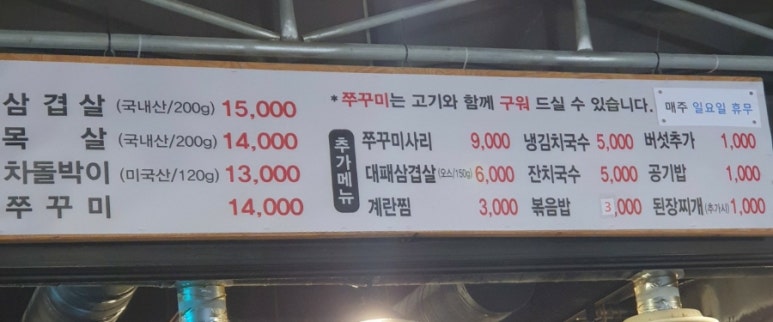 삼겹살 (국내산/200g) 15,000
목살 (국내산/200g) 14,000
차돌박이 (미국산/120g) 13,000
쭈꾸미 14,000
*쭈꾸미는 고기와 함께 구워 드실 수 있습니다.
매주 일요일 휴무
추가메뉴
쭈꾸미사리 9,000 냉김치국수 5,000 버섯추가 1,000
대패삼겹살(오스/150g) 6,000 잔치국수 5,000 공기밥 1,000
계란찜 3,000 볶음밥 3,000 된장찌개(추가시) 1,000